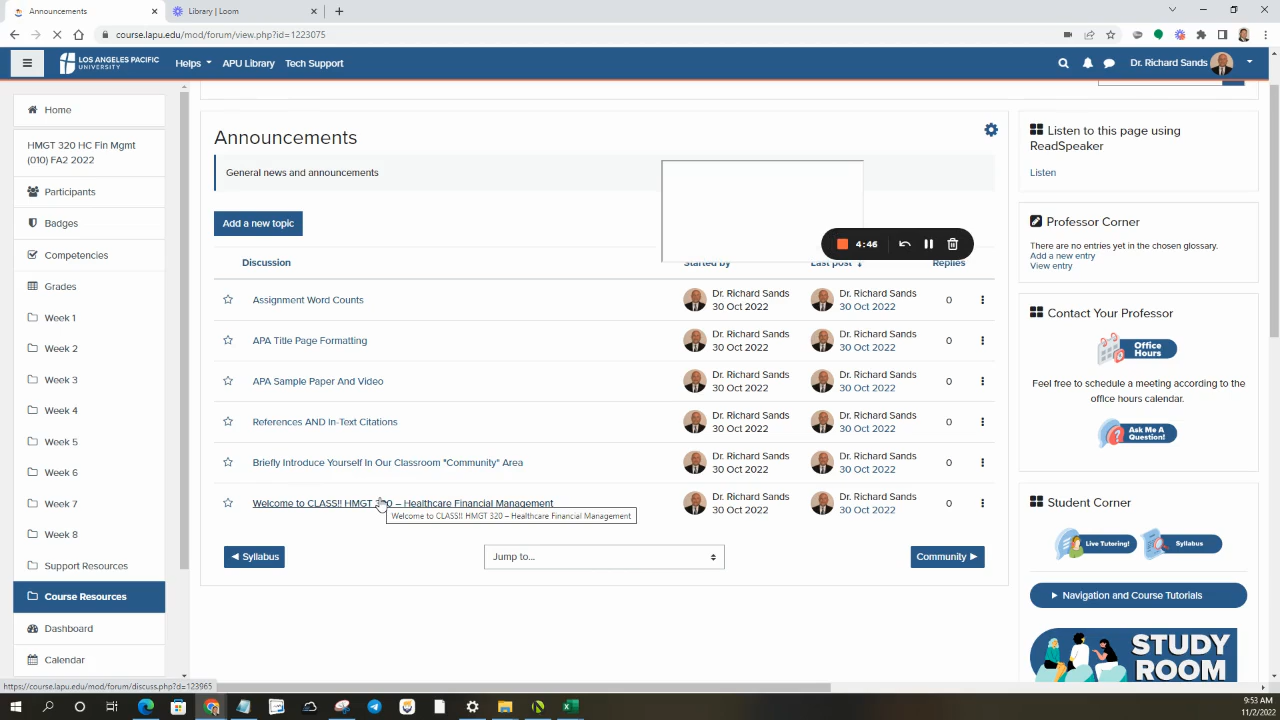 Announcements
Library | Loom
course.lapu.edu/mod/forum/view.php?id=1223075
LOS ANGELES PACIFIC
UNIVERSITY
Helps
APU Library
Tech Support
Dr. Richard Sands
Home
HMGT 320 HC Fin Mgmt
(010) FA2 2022
Participants
Badges
Competencies
Grades
Week 1
Week 2
Week 3
Week 4
Week 5
Week 6
Week 7
Week 8
Support Resources
Course Resources
Dashboard
Calendar
Announcements
General news and announcements
Add a new topic
4:46
Discussion
Started by
Last post
Replies
Assignment Word Counts
Dr. Richard Sands
30 Oct 2022
Dr. Richard Sands
30 Oct 2022
0
APA Title Page Formatting
Dr. Richard Sands
30 Oct 2022
Dr. Richard Sands
30 Oct 2022
0
APA Sample Paper And Video
Dr. Richard Sands
30 Oct 2022
Dr. Richard Sands
30 Oct 2022
0
References AND In-Text Citations
Dr. Richard Sands
30 Oct 2022
Dr. Richard Sands
30 Oct 2022
0
Briefly Introduce Yourself In Our Classroom "Community" Area
Dr. Richard Sands
30 Oct 2022
Dr. Richard Sands
30 Oct 2022
0
Welcome to CLASS!! HMGT 320 – Healthcare Financial Management
Welcome to CLASS!! HMGT 320 – Healthcare Financial Management
Dr. Richard Sands
30 Oct 2022
Dr. Richard Sands
30 Oct 2022
0
◀ Syllabus
Jump to...
Community ▶
Listen to this page using
ReadSpeaker
Listen
Professor Corner
There are no entries yet in the chosen glossary.
Add a new entry
View entry
Contact Your Professor
Office
Hours
Feel free to schedule a meeting according to the
office hours calendar.
Ask Me A
Question!
Student Corner
Live Tutoring!
Syllabus
▶ Navigation and Course Tutorials
STUDY
ROOM
https://course.lapu.edu/mod/forum/discuss.php?d=123965
9:53 AM
11/2/2022